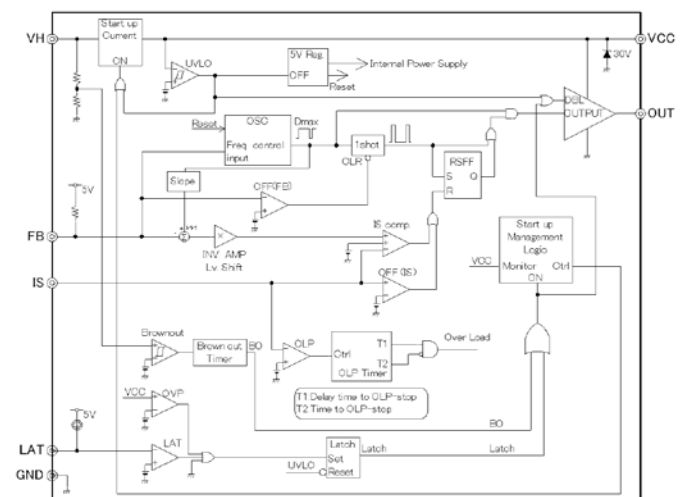 VH
Start up
Current
ON
VCC
30V
UVLO
5V Reg.
OFF
Internal Power Supply
Reset
DBL
OUTPUT
OUT
Reset
OSC
Freq control
input
Dmax
1shot
CLR
RSFF
S
Q
R
Slope
5V
OFF(FB)
FB
INV. AMP
Lv. Shift
IS comp.
Start up
Management
Logic
VCC
Monitor
Ctrl
ON
IS
OFF(IS)
Brownout
Brown out
Timer
BO
OLP
Ctrl
T1
T2
OLP Timer
Over Load
T1:Delay time to OLP-stop
T2:Time to OLP-stop
BO
VCC
OVP
5V
LAT
LAT
Latch
Set
Reset
UVLO
Latch
Latch
GND